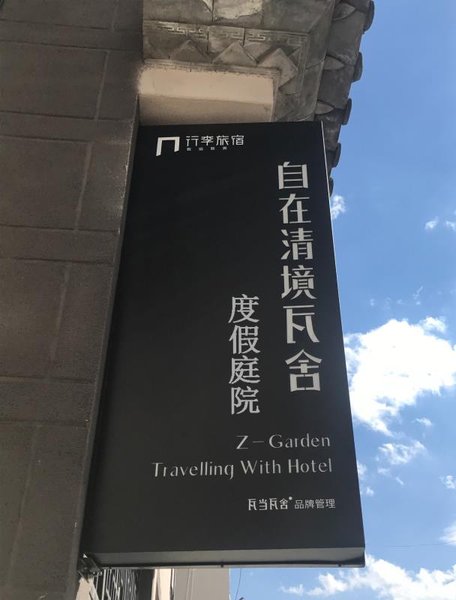 行李旅宿
自在清境瓦舍
度假庭院
Z-Garden
Travelling With Hotel
瓦当瓦舍®品牌管理